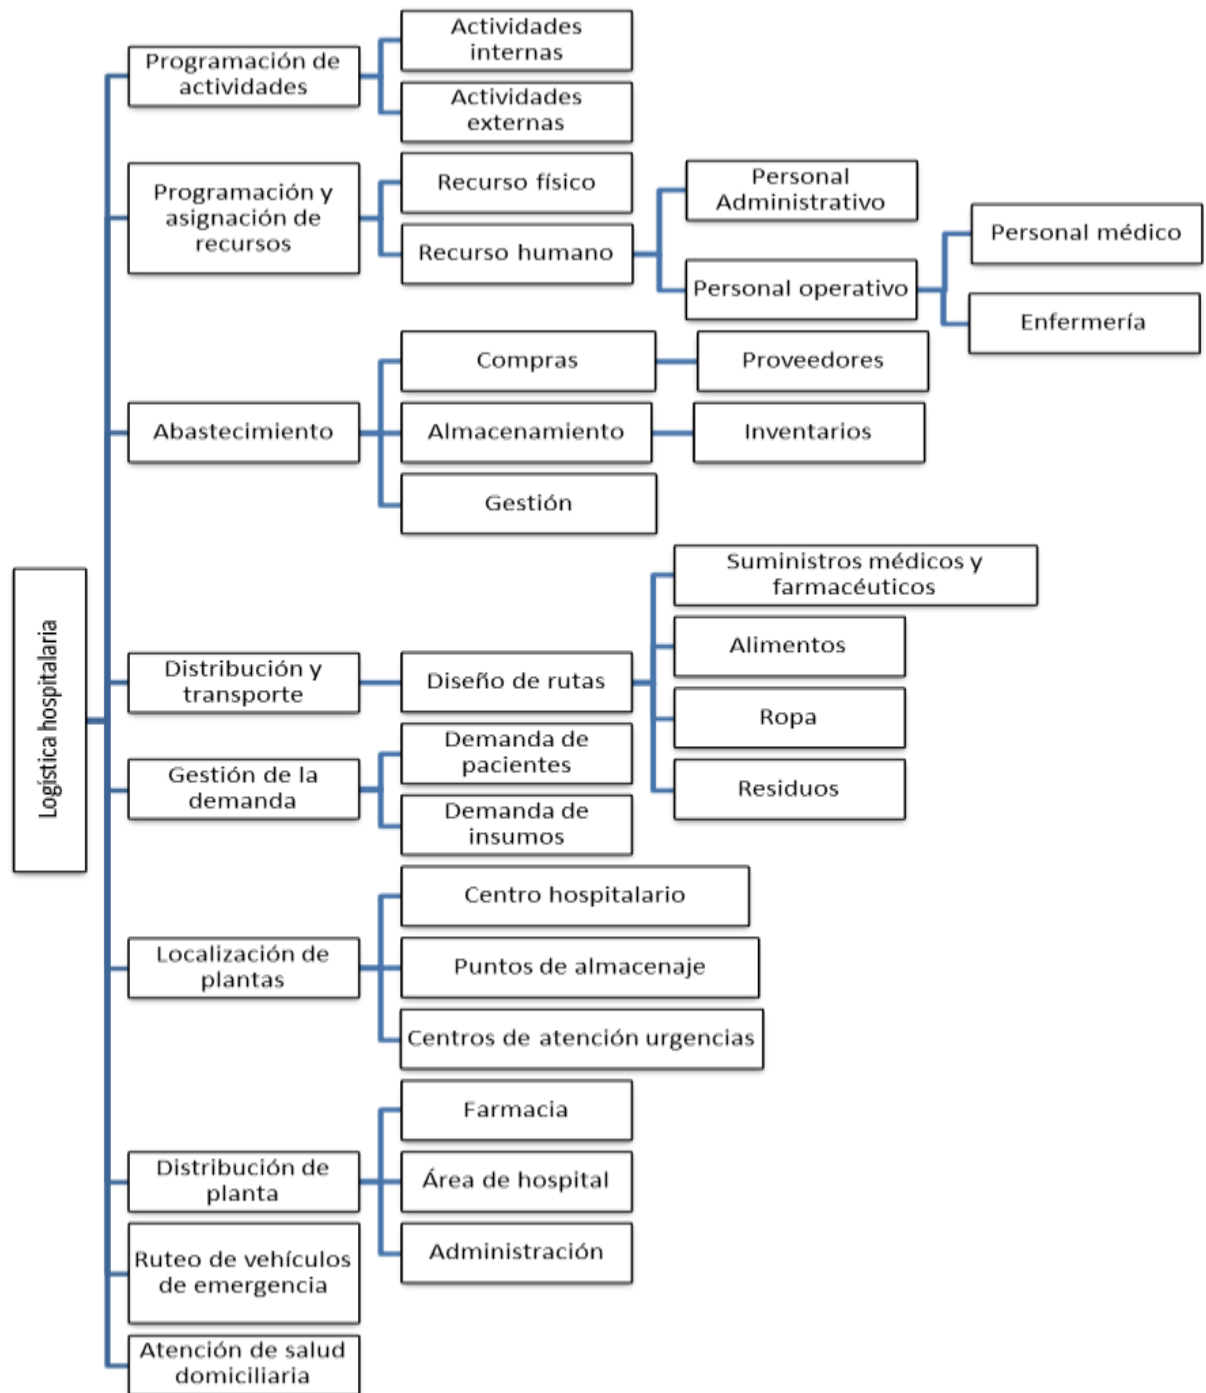 Logística hospitalaria
Programación de
actividades
Actividades
internas
Actividades
externas
Programación y
asignación de
recursos
Recurso físico
Recurso humano
Personal
Administrativo
Personal operativo
Personal médico
Enfermería
Abastecimiento
Compras
Proveedores
Almacenamiento
Inventarios
Gestión
Distribución y
transporte
Diseño de rutas
Suministros médicos y
farmacéuticos
Alimentos
Ropa
Residuos
Gestión de la
demanda
Demanda de
pacientes
Demanda de
insumos
Localización de
plantas
Centro hospitalario
Puntos de almacenaje
Centros de atención urgencias
Distribución de
planta
Farmacia
Área de hospital
Administración
Ruteo de vehículos
de emergencia
Atención de salud
domiciliaria